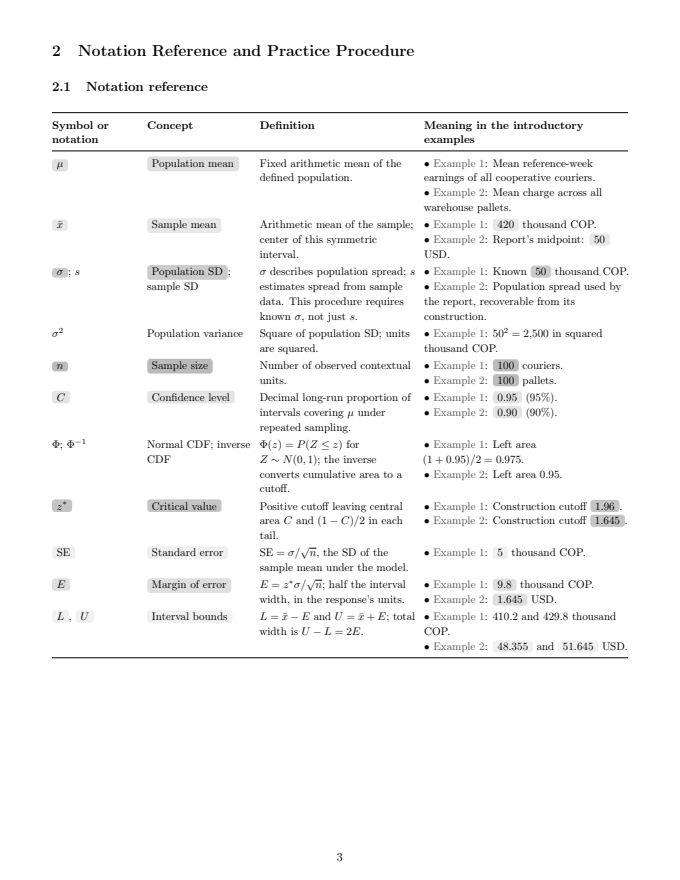 2 Notation Reference and Practice Procedure
2.1 Notation reference
Symbol or notation
Concept
Definition
Meaning in the introductory examples
μ
Population mean
Fixed arithmetic mean of the
defined population.
• Example 1: Mean reference-week
earnings of all cooperative couriers.
• Example 2: Mean charge across all
warehouse pallets.
x̄
Sample mean
Arithmetic mean of the sample;
center of this symmetric
interval.
• Example 1: 420 thousand COP.
• Example 2: Report's midpoint: 50
USD.
σ; s
Population SD;
sample SD
σ describes population spread; s
estimates spread from sample
data. This procedure requires
known σ, not just s.
• Example 1: Known 50 thousand COP.
• Example 2: Population spread used by
the report, recoverable from its
construction.
σ²
Population variance
Square of population SD; units
are squared.
• Example 1: 50² = 2,500 in squared
thousand COP.
n
Sample size
Number of observed contextual
units.
• Example 1: 100 couriers.
• Example 2: 100 pallets.
C
Confidence level
Decimal long-run proportion of
intervals covering μ under
repeated sampling.
• Example 1: 0.95 (95%).
• Example 2: 0.90 (90%).
Φ; Φ⁻¹
Normal CDF; inverse
CDF
Φ(z) = P(Z ≤ z) for
Z ∼ N(0, 1); the inverse
converts cumulative area to a
cutoff.
• Example 1: Left area
(1 + 0.95)/2 = 0.975.
• Example 2: Left area 0.95.
z*
Critical value
Positive cutoff leaving central
area C and (1 − C)/2 in each
tail.
• Example 1: Construction cutoff 1.96.
• Example 2: Construction cutoff 1.645.
SE
Standard error
SE = σ/√n, the SD of the
sample mean under the model.
• Example 1: 5 thousand COP.
E
Margin of error
E = z*σ/√n; half the interval
width, in the response's units.
• Example 1: 9.8 thousand COP.
• Example 2: 1.645 USD.
L, U
Interval bounds
L = x̄ − E and U = x̄ + E; total
width is U − L = 2E.
• Example 1: 410.2 and 429.8 thousand
COP.
• Example 2: 48.355 and 51.645 USD.
3